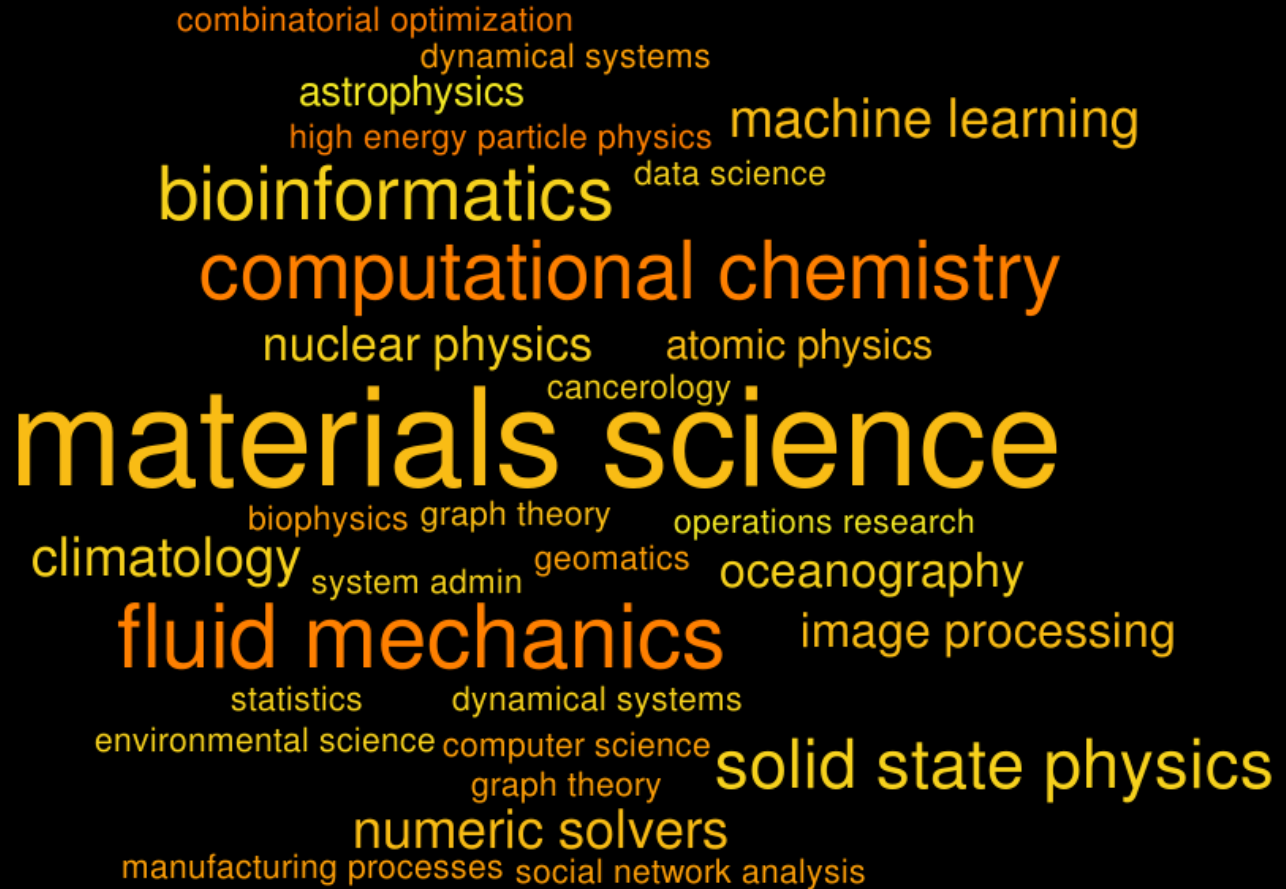 combinatorial optimization
dynamical systems
astrophysics
machine learning
high energy particle physics
data science
bioinformatics
computational chemistry
nuclear physics
atomic physics
cancerology
materials science
biophysics
graph theory
operations research
climatology
system admin
geomatics
oceanography
fluid mechanics
image processing
statistics
dynamical systems
environmental science
computer science
solid state physics
graph theory
numeric solvers
manufacturing processes
social network analysis